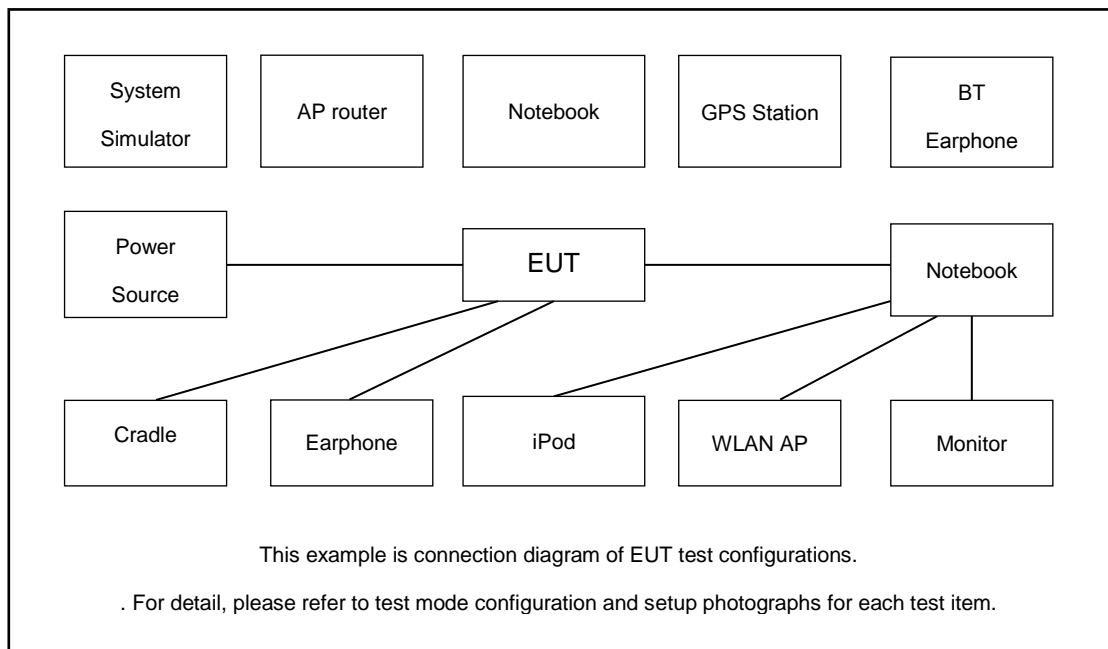 System
Simulator
AP router
Notebook
GPS Station
BT
Earphone
Power
Source
EUT
Notebook
Cradle
Earphone
iPod
WLAN AP
Monitor
This example is connection diagram of EUT test configurations.
. For detail, please refer to test mode configuration and setup photographs for each test item.